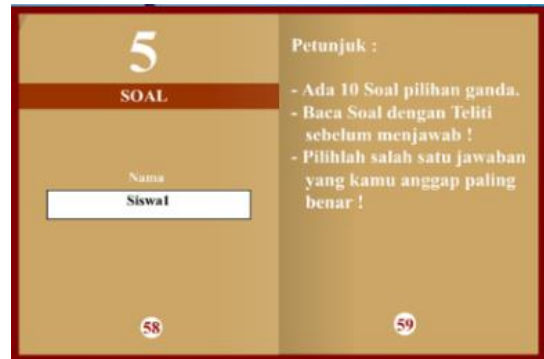 5
SOAL
Nama
Siswa1
58
Petunjuk :
- Ada 10 Soal pilihan ganda.
- Baca Soal dengan Teliti
sebelum menjawab !
- Pilihlah salah satu jawaban
yang kamu anggap paling
benar !
59